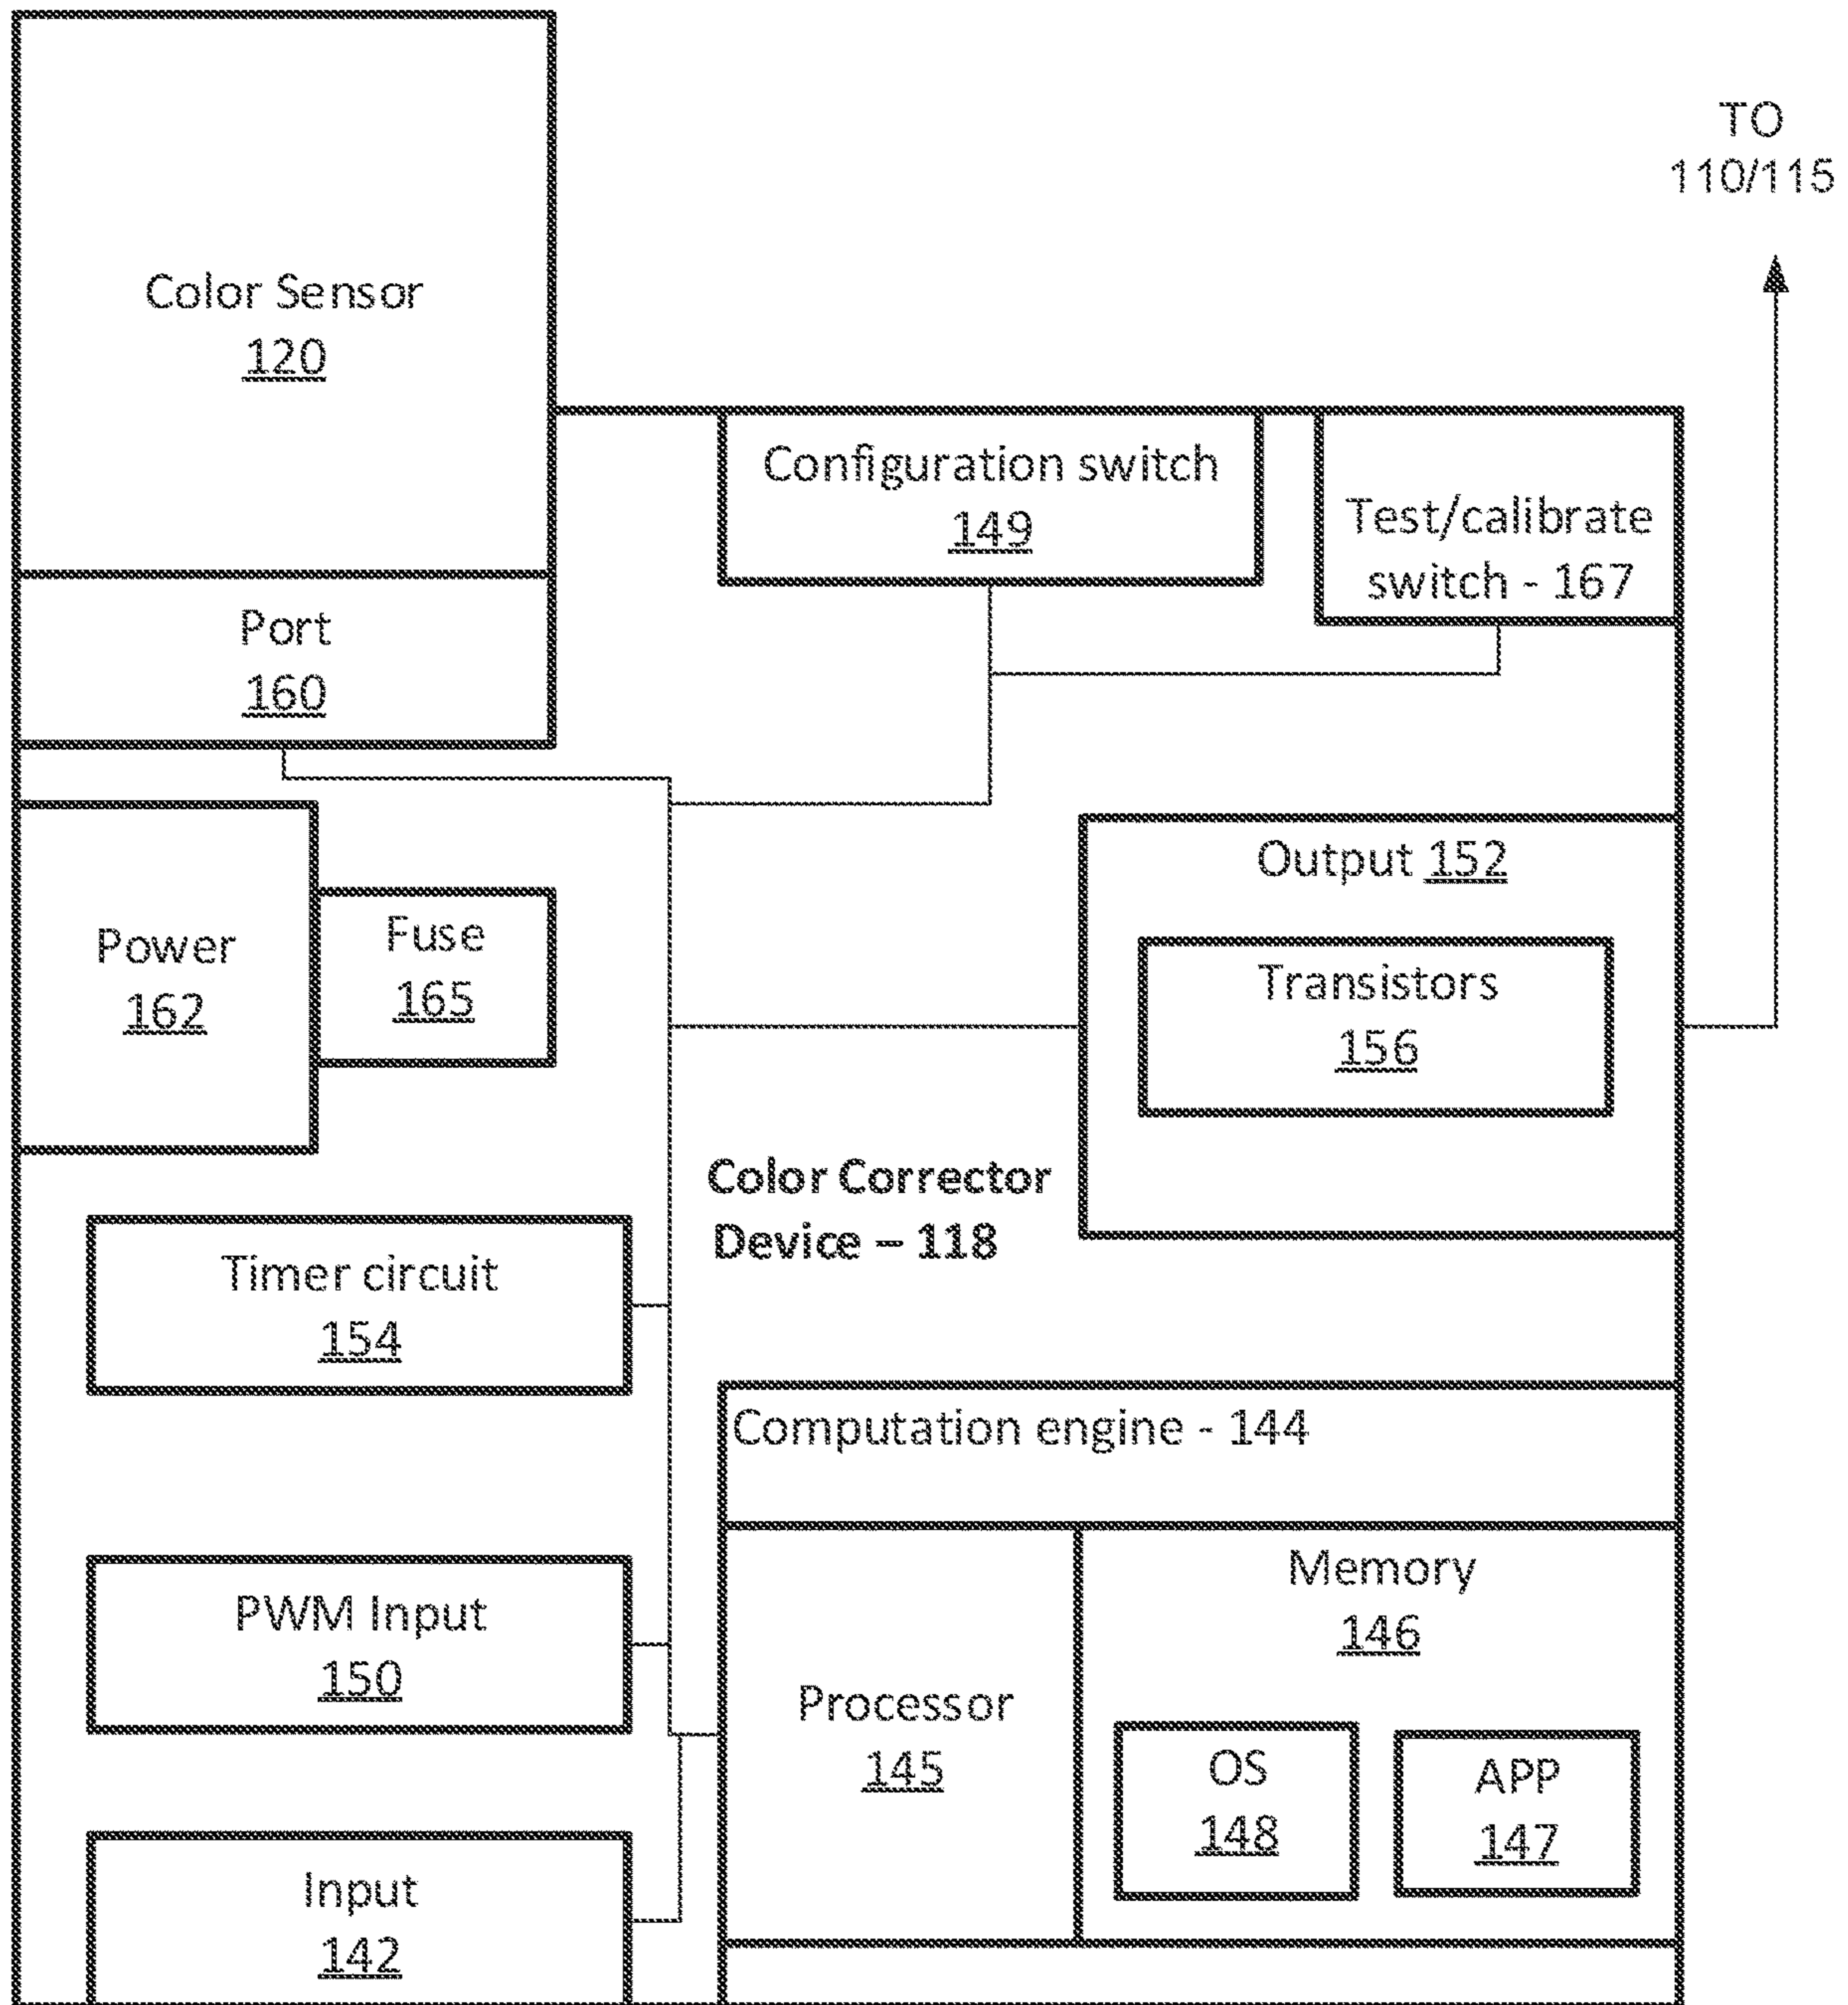 TO
110/115
Color Sensor
120
Configuration switch
149
Test/calibrate
switch - 167
Port
160
Output 152
Transistors
156
Power
162
Fuse
165
Color Corrector
Device – 118
Timer circuit
154
Computation engine - 144
PWM Input
150
Processor
145
Memory
146
OS
148
APP
147
Input
142